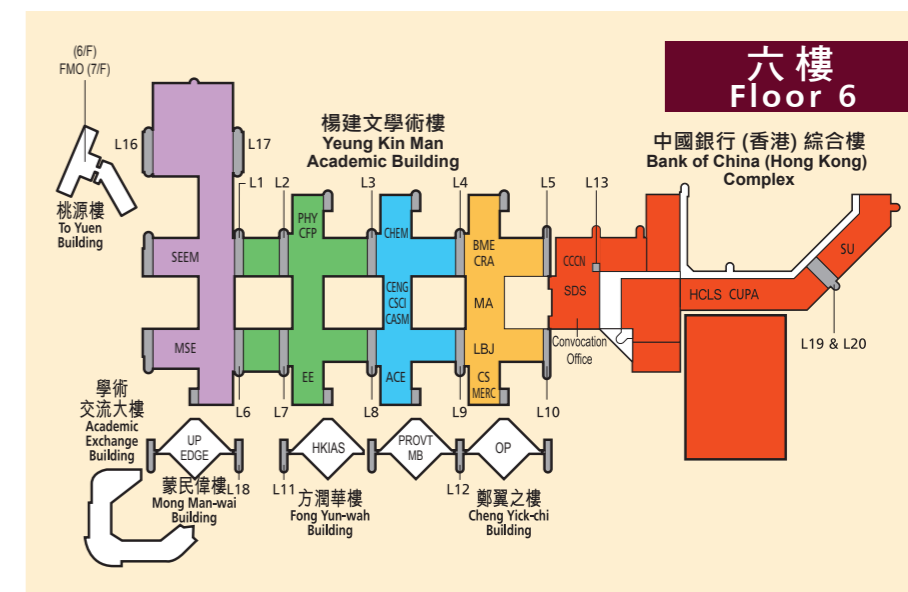 六樓
Floor 6
(6/F)
FMO (7/F)
楊建文學術樓
Yeung Kin Man
Academic Building
中國銀行 (香港) 綜合樓
Bank of China (Hong Kong)
Complex
L16
L17
桃源樓
To Yuen
Building
L1
L2
L3
L4
L5
L13
PHY
CFP
CHEM
BME
CRA
SEEM
CCCN
SU
CENG
CSCI
CASM
MA
SDS
HCLS CUPA
MSE
LBJ
Convocation
Office
L19 & L20
EE
ACE
CS
MERC
學術
交流大樓
Academic
Exchange
Building
L6
L7
L8
L9
L10
UP
EDGE
HKIAS
PROVT
MB
OP
L18
L11
L12
蒙民偉樓
Mong Man-wai
Building
方潤華樓
Fong Yun-wah
Building
鄭翼之樓
Cheng Yick-chi
Building